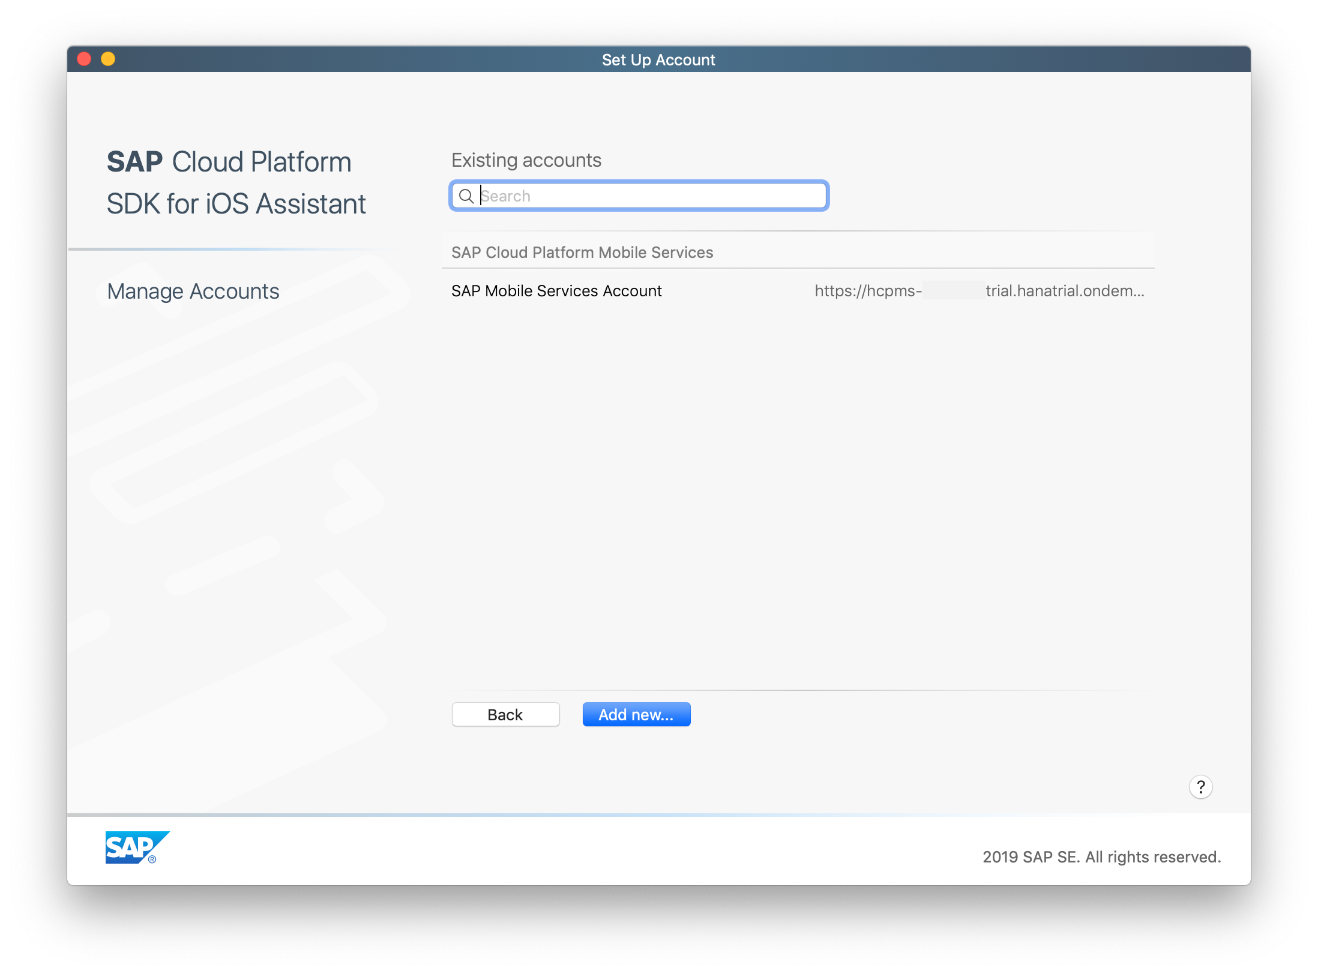 Set Up Account
SAP Cloud Platform
SDK for iOS Assistant
Manage Accounts
Existing accounts
Search
SAP Cloud Platform Mobile Services
SAP Mobile Services Account https://hcpms- trial.hanatrial.ondem...
Back Add new...
?
SAP®
2019 SAP SE. All rights reserved.